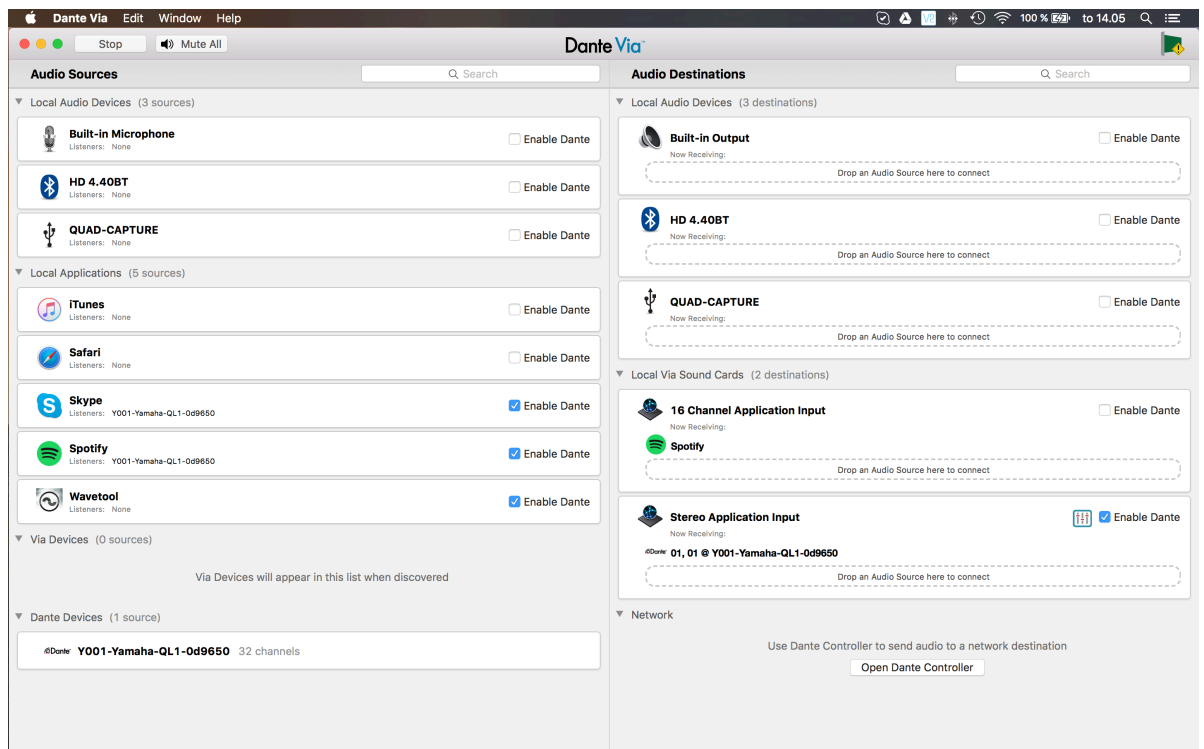 Dante Via Edit Window Help 100 % to 14.05
Stop Mute All Dante Via™
Audio Sources Search
Local Audio Devices (3 sources)
Built-in Microphone Enable Dante
Listeners: None
HD 4.40BT Enable Dante
Listeners: None
QUAD-CAPTURE Enable Dante
Listeners: None
Local Applications (5 sources)
iTunes Enable Dante
Listeners: None
Safari Enable Dante
Listeners: None
Skype Enable Dante
Listeners: Y001-Yamaha-QL1-0d9650
Spotify Enable Dante
Listeners: Y001-Yamaha-QL1-0d9650
Wavetool Enable Dante
Listeners: None
Via Devices (0 sources)
Via Devices will appear in this list when discovered
Dante Devices (1 source)
Dante Y001-Yamaha-QL1-0d9650 32 channels
Audio Destinations Search
Local Audio Devices (3 destinations)
Built-in Output Enable Dante
Now Receiving:
Drop an Audio Source here to connect
HD 4.40BT Enable Dante
Now Receiving:
Drop an Audio Source here to connect
QUAD-CAPTURE Enable Dante
Now Receiving:
Drop an Audio Source here to connect
Local Via Sound Cards (2 destinations)
16 Channel Application Input Enable Dante
Now Receiving:
Spotify
Drop an Audio Source here to connect
Stereo Application Input Enable Dante
Now Receiving:
Dante 01, 01 @ Y001-Yamaha-QL1-0d9650
Drop an Audio Source here to connect
Network
Use Dante Controller to send audio to a network destination
Open Dante Controller